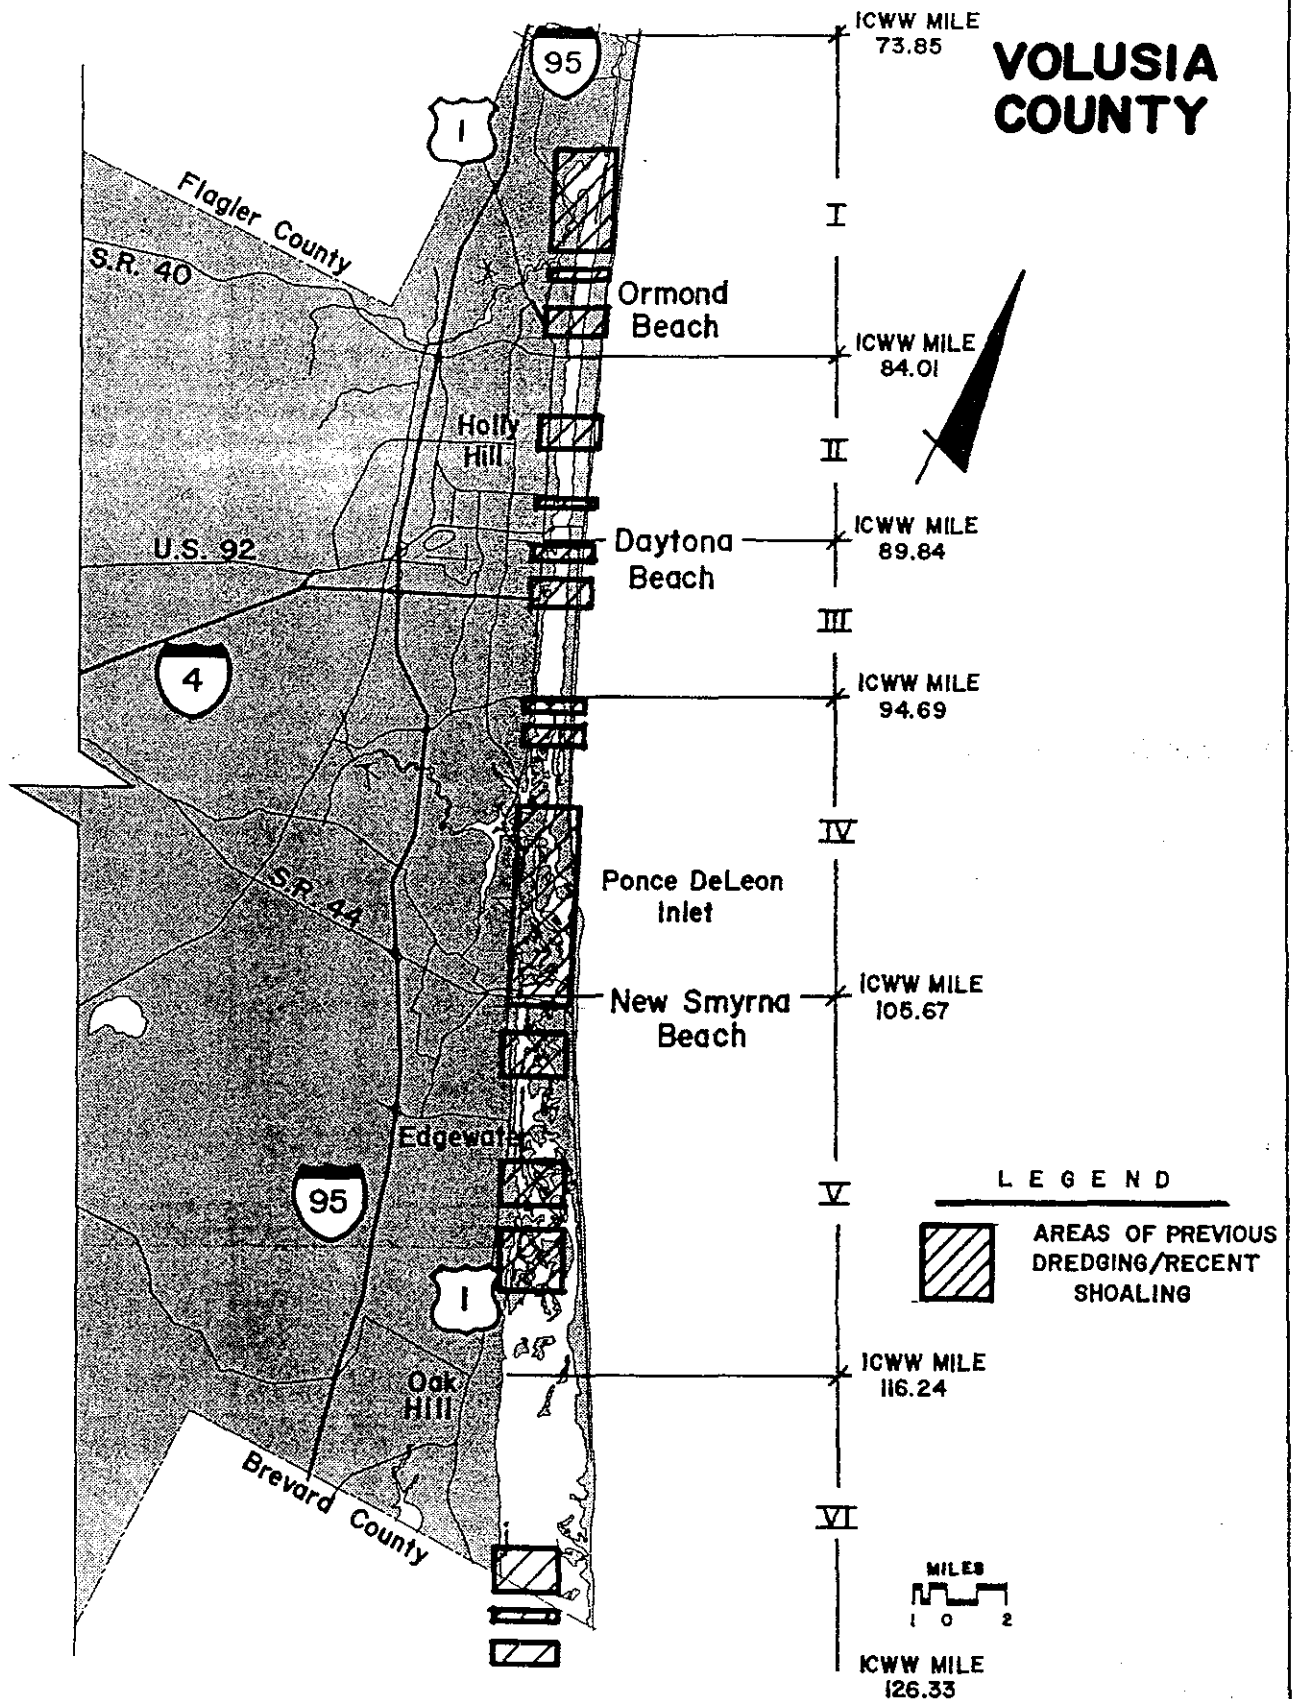 VOLUSIA
COUNTY
ICWW MILE
73.85
95
1
Flagler County
S.R. 40
I
Ormond
Beach
ICWW MILE
84.01
Holly
Hill
II
U.S. 92
Daytona
Beach
ICWW MILE
89.84
III
4
ICWW MILE
94.69
IV
S.R. 44
Ponce DeLeon
Inlet
New Smyrna
Beach
ICWW MILE
105.67
Edgewater
95
V
1
LEGEND
AREAS OF PREVIOUS
DREDGING/RECENT
SHOALING
Oak
Hill
ICWW MILE
116.24
Brevard County
VI
MILES
1 0 2
ICWW MILE
126.33